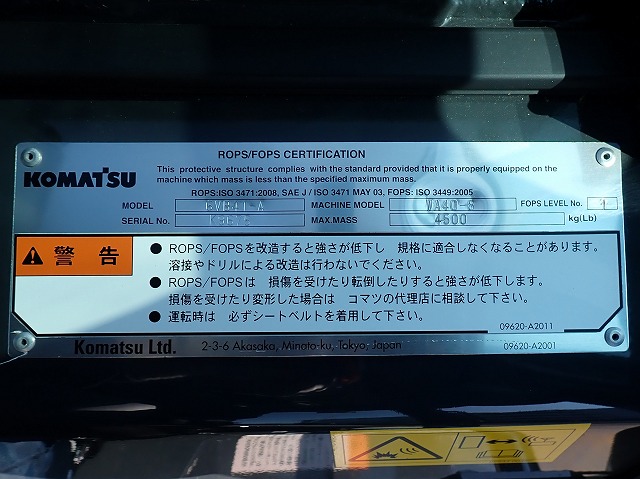 ROPS/FOPS CERTIFICATION
KOMATSU
This protective structure complies with the standard provided that it is properly equipped on the
machine which mass is less than the specified maximum mass.
ROPS:ISO 3471:2008, SAE J / ISO 3471 MAY 03, FOPS: ISO 3449:2005
MODEL MACHINE MODEL WA40-6 FOPS LEVEL No. 1
SERIAL No. MAX.MASS 4500 kg(Lb)
警告
● ROPS/FOPSを改造すると強さが低下し 規格に適合しなくなることがあります。
溶接やドリルによる改造は行わないでください。
● ROPS/FOPSは 損傷を受けたり転倒したりすると強さが低下します。
損傷を受けたり変形した場合は コマツの代理店に相談して下さい。
● 運転時は 必ずシートベルトを着用して下さい。
09620-A2011
Komatsu Ltd. 2-3-6 Akasaka, Minato-ku, Tokyo, Japan 09620-A2001